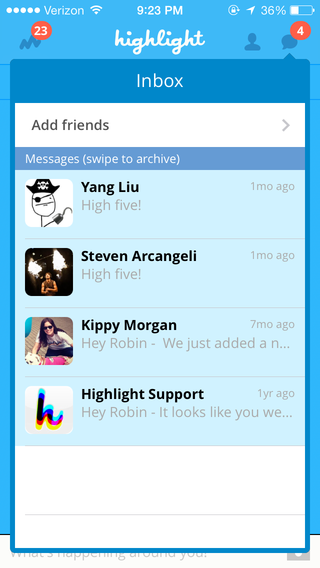 Verizon 9:23 PM 36%
23 highlight 4
Inbox
Add friends
Messages (swipe to archive)
Yang Liu 1mo ago
High five!
Steven Arcangeli 1mo ago
High five!
Kippy Morgan 7mo ago
Hey Robin - We just added a n...
Highlight Support 1yr ago
Hey Robin - It looks like you we...
What's happening around you?